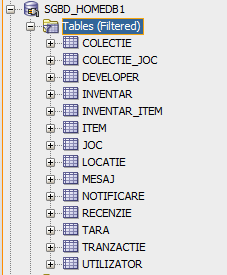 SGBD_HOMEDB1
Tables (Filtered)
COLECTIE
COLECTIE_JOC
DEVELOPER
INVENTAR
INVENTAR_ITEM
ITEM
JOC
LOCATIE
MESAJ
NOTIFICARE
RECENZIE
TARA
TRANZACTIE
UTILIZATOR